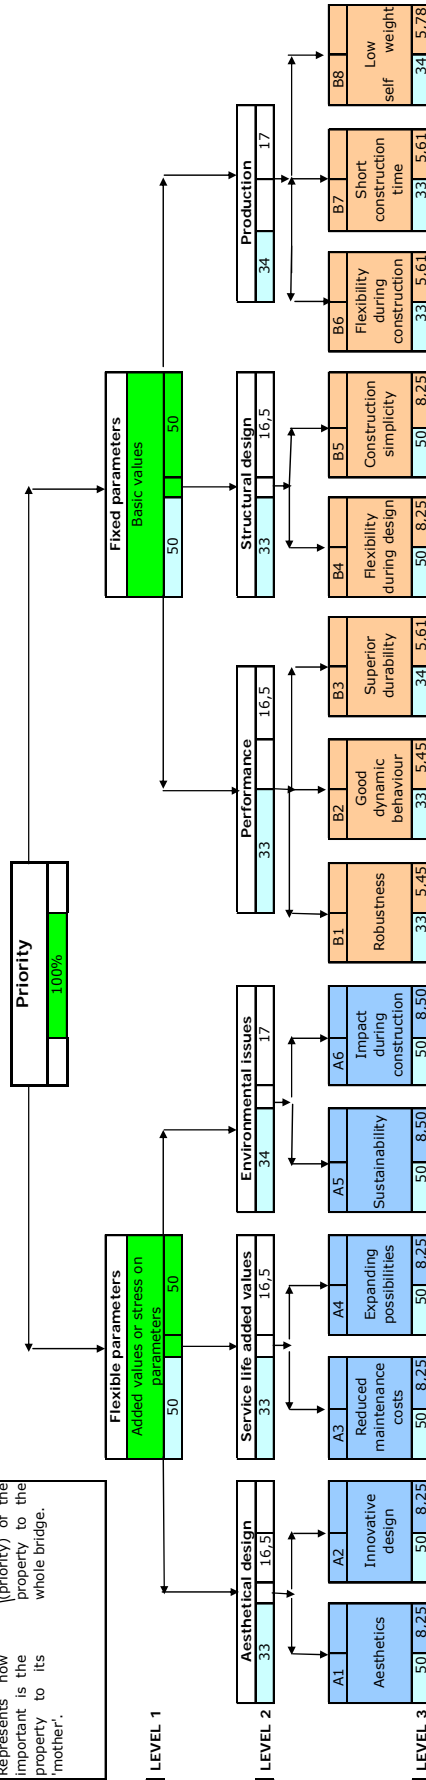 Priority
100%
Represents how
important is the
property to its
'mother'.
(priority) of the
property to the
whole bridge.
LEVEL 1
Flexible parameters
Added values or stress on
parameters
50 50
Fixed parameters
Basic values
50 50
LEVEL 2
Aesthetical design
33 16,5
Service life added values
33 16,5
Environmental issues
34 17
Performance
33 16,5
Structural design
33 16,5
Production
34 17
LEVEL 3
A1
Aesthetics
50 8,25
A2
Innovative
design
50 8,25
A3
Reduced
maintenance
costs
50 8,25
A4
Expanding
possibilities
50 8,25
A5
Sustainability
50 8,50
A6
Impact
during
construction
50 8,50
B1
Robustness
33 5,45
B2
Good
dynamic
behaviour
33 5,45
B3
Superior
durability
34 5,61
B4
Flexibility
during design
50 8,25
B5
Construction
simplicity
50 8,25
B6
Flexibility
during
construction
33 5,61
B7
Short
construction
time
33 5,61
B8
Low
self weight
34 5,78